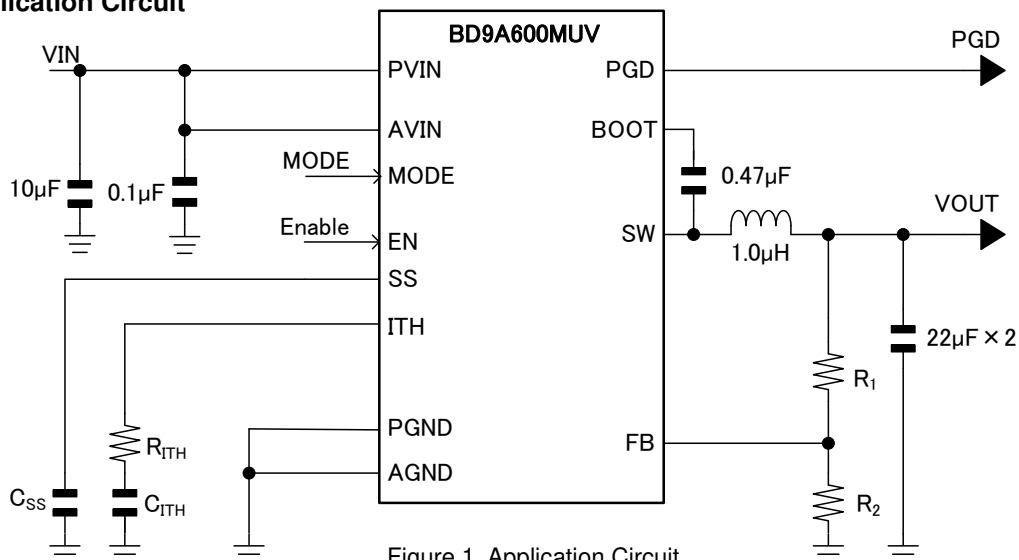 lication Circuit
BD9A600MUV
VIN
PVIN
PGD
PGD
AVIN
BOOT
MODE
MODE
10µF
0.1µF
0.47µF
Enable
EN
SW
VOUT
1.0µH
SS
ITH
22µF × 2
R1
PGND
FB
RITH
AGND
CSS
CITH
R2
Figure 1. Application Circuit